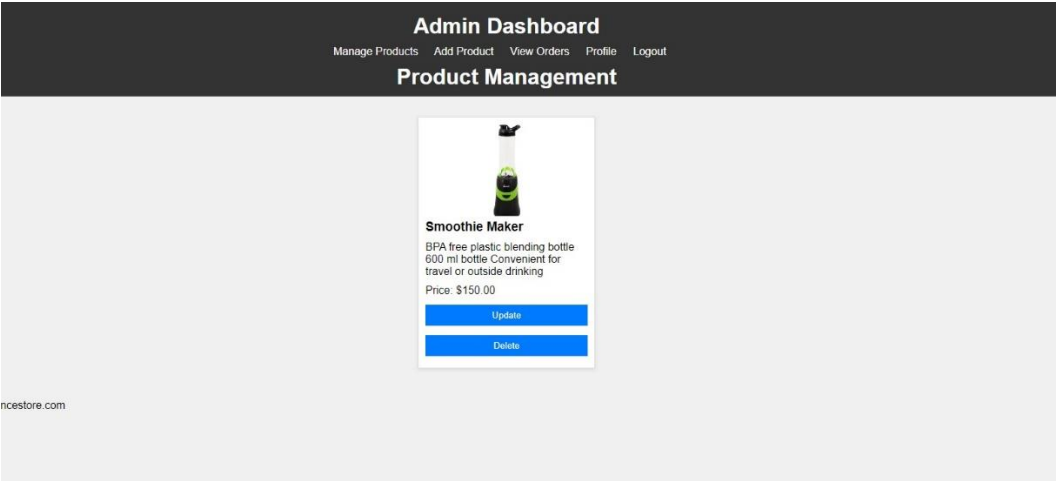 Admin Dashboard
Manage Products Add Product View Orders Profile Logout
Product Management
Smoothie Maker
BPA free plastic blending bottle
600 ml bottle Convenient for
travel or outside drinking
Price: $150.00
Update
Delete
ncestore.com